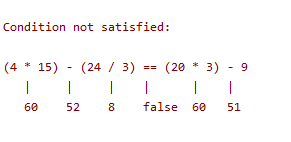 Condition not satisfied:
(4 * 15) - (24 / 3) == (20 * 3) - 9
| | | | | |
60 52 8 false 60 51